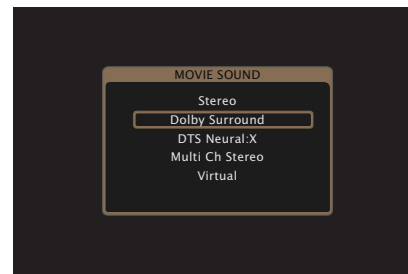 MOVIE SOUND
Stereo
Dolby Surround
DTS Neural:X
Multi Ch Stereo
Virtual